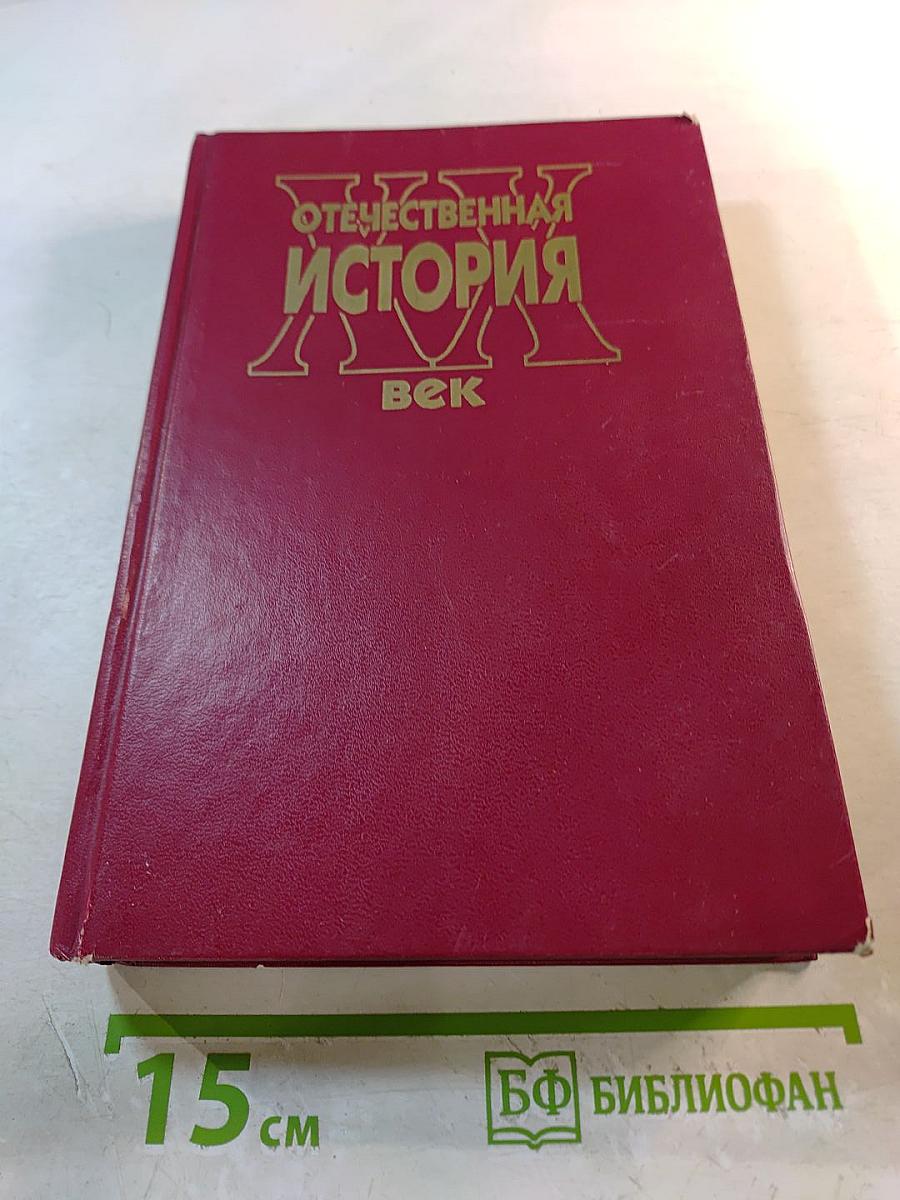 XX
ОТЕЧЕСТВЕННАЯ
ИСТОРИЯ
век
15 см
БФ БИБЛИОФАН